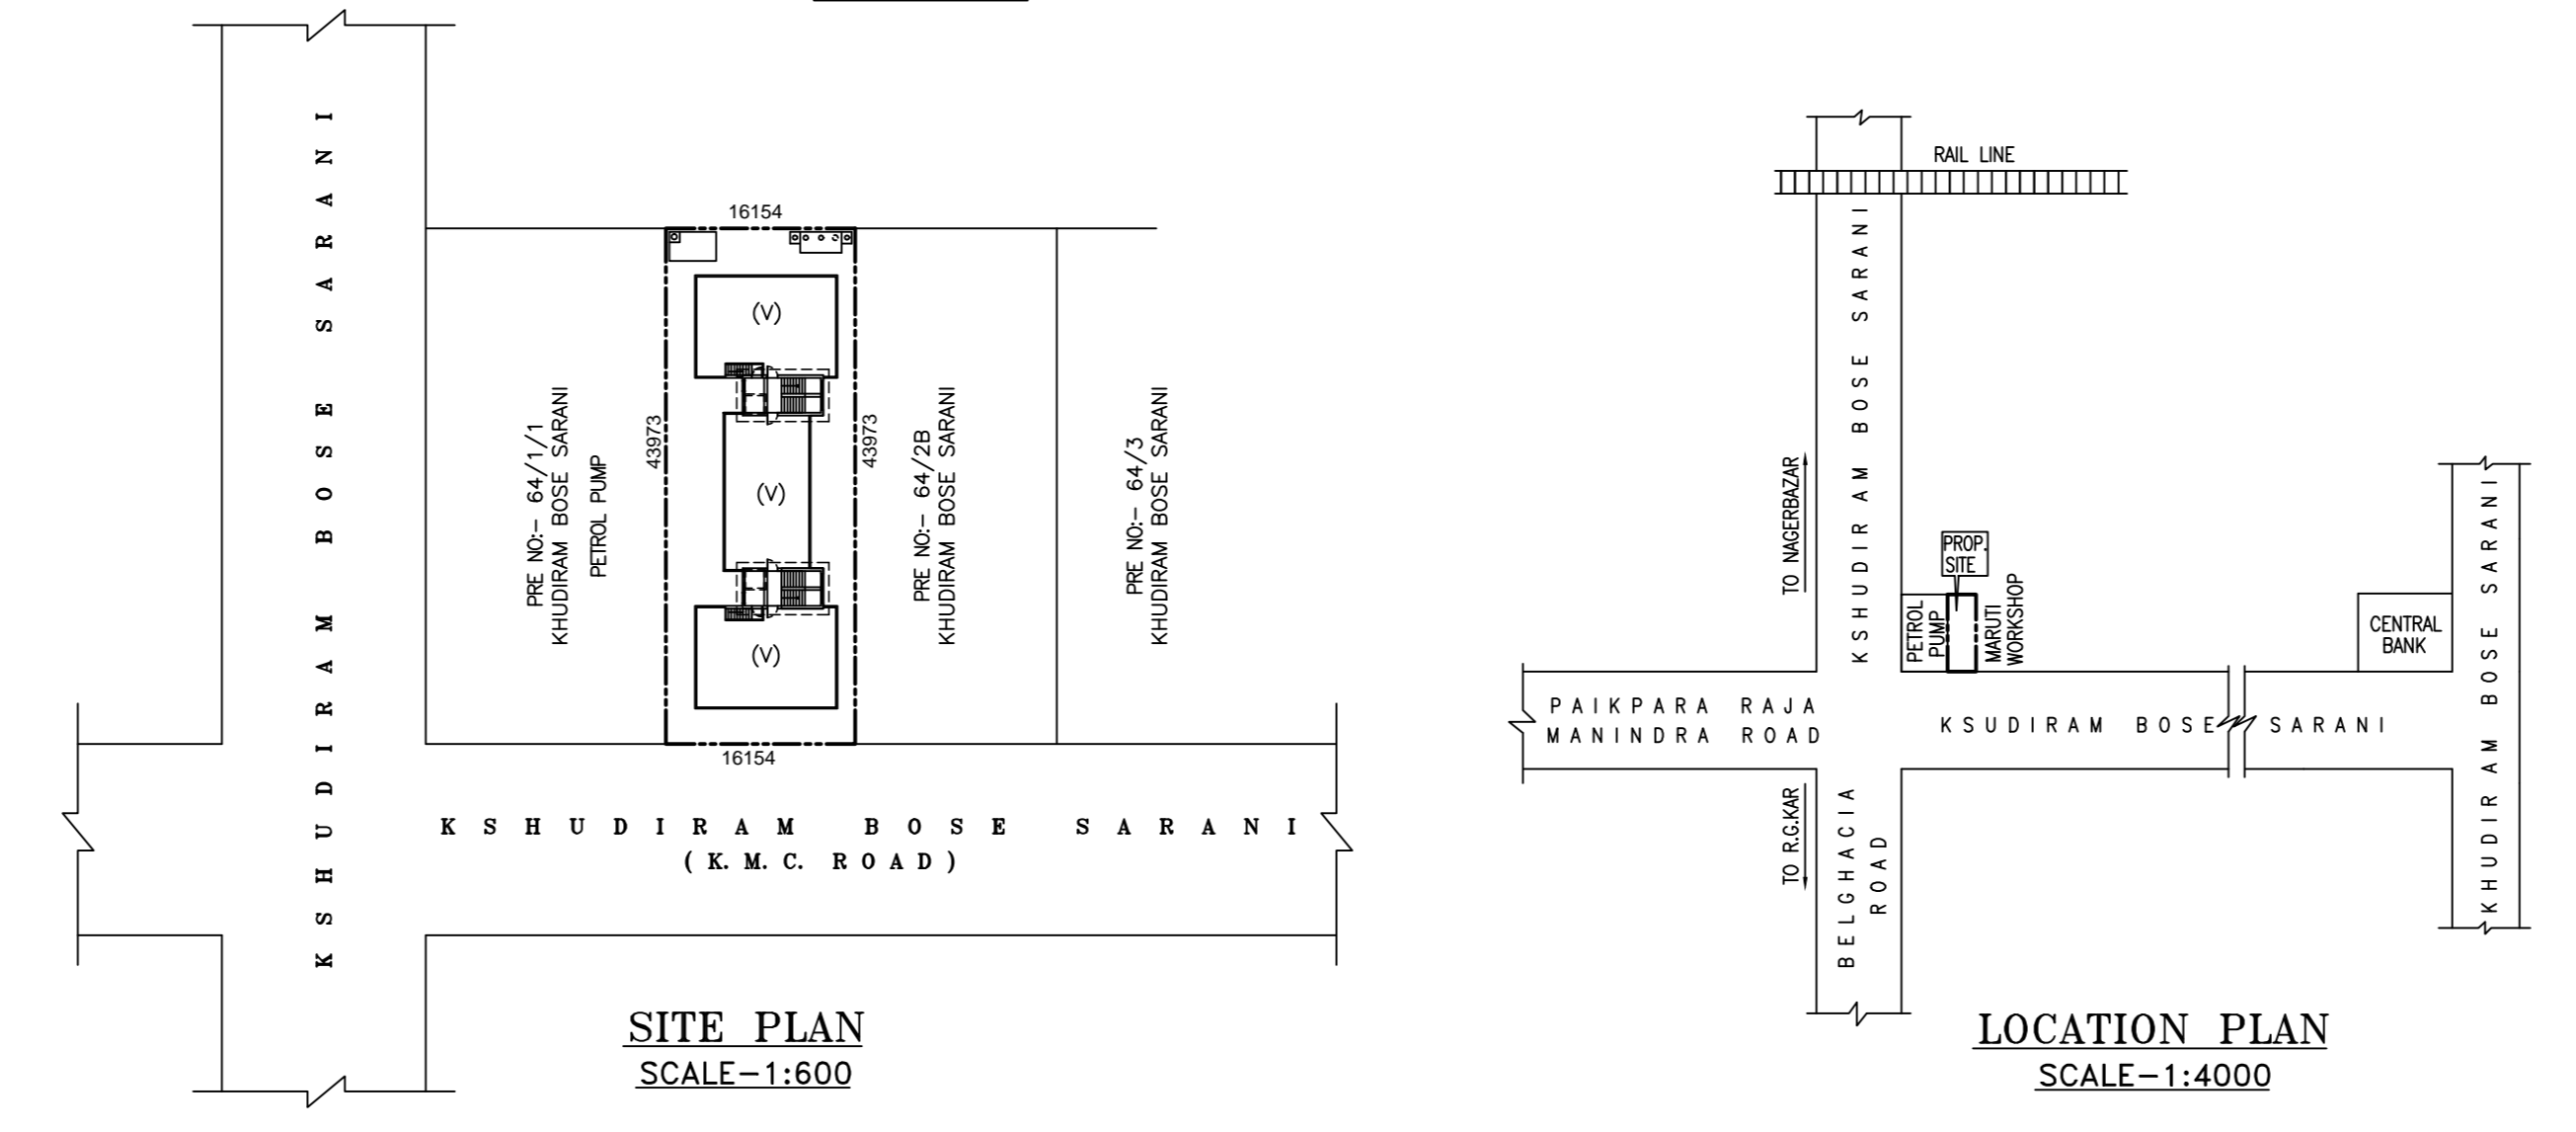 KSHUDIRAM BOSE SARANI
16154
43973
43973
(V)
(V)
(V)
PRE NO:- 64/1/1
KHUDIRAM BOSE SARANI
PETROL PUMP
PRE NO:- 64/2B
KHUDIRAM BOSE SARANI
PRE NO:- 64/3
KHUDIRAM BOSE SARANI
16154
KSHUDIRAM BOSE SARANI
(K.M.C. ROAD)
SITE PLAN
SCALE-1:600
RAIL LINE
KSHUDIRAM BOSE SARANI
TO NAGERBAZAR
PROP.
SITE
PETROL
PUMP
MARUTI
WORKSHOP
CENTRAL
BANK
PAIKPARA RAJA
MANINDRA ROAD
KSUDIRAM BOSE SARANI
KHUDIRAM BOSE SARANI
TO R.G.KAR
BELGHACIA
ROAD
LOCATION PLAN
SCALE-1:4000